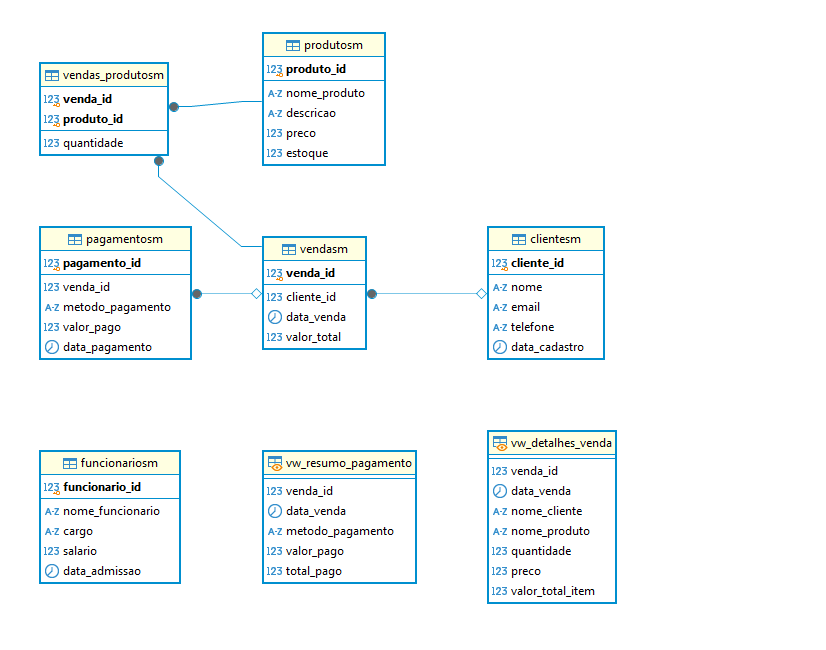 vendas_produtosm
123 venda_id
123 produto_id
123 quantidade
produtosm
123 produto_id
A-Z nome_produto
A-Z descricao
123 preco
123 estoque
pagamentosm
123 pagamento_id
123 venda_id
A-Z metodo_pagamento
123 valor_pago
data_pagamento
vendasm
123 venda_id
123 cliente_id
data_venda
123 valor_total
clientesm
123 cliente_id
A-Z nome
A-Z email
A-Z telefone
data_cadastro
funcionariosm
123 funcionario_id
A-Z nome_funcionario
A-Z cargo
123 salario
data_admissao
vw_resumo_pagamento
123 venda_id
data_venda
A-Z metodo_pagamento
123 valor_pago
123 total_pago
vw_detalhes_venda
123 venda_id
data_venda
A-Z nome_cliente
A-Z nome_produto
123 quantidade
123 preco
123 valor_total_item